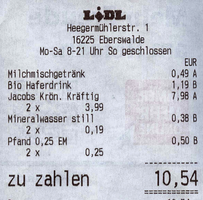 LIDL
Heegermühlerstr. 1
16225 Eberswalde
Mo-Sa 8-21 Uhr So geschlossen
Milchmischgetränk 0,49 A
Bio Haferdrink 1,19 B
Jacobs Krön. Kräftig 7,98 A
2 x 3,99
Mineralwasser still 0,38 B
2 x 0,19
Pfand 0,25 EM 0,50 B
2 x 0,25
zu zahlen 10,54